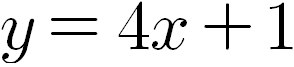 y = 4x + 1